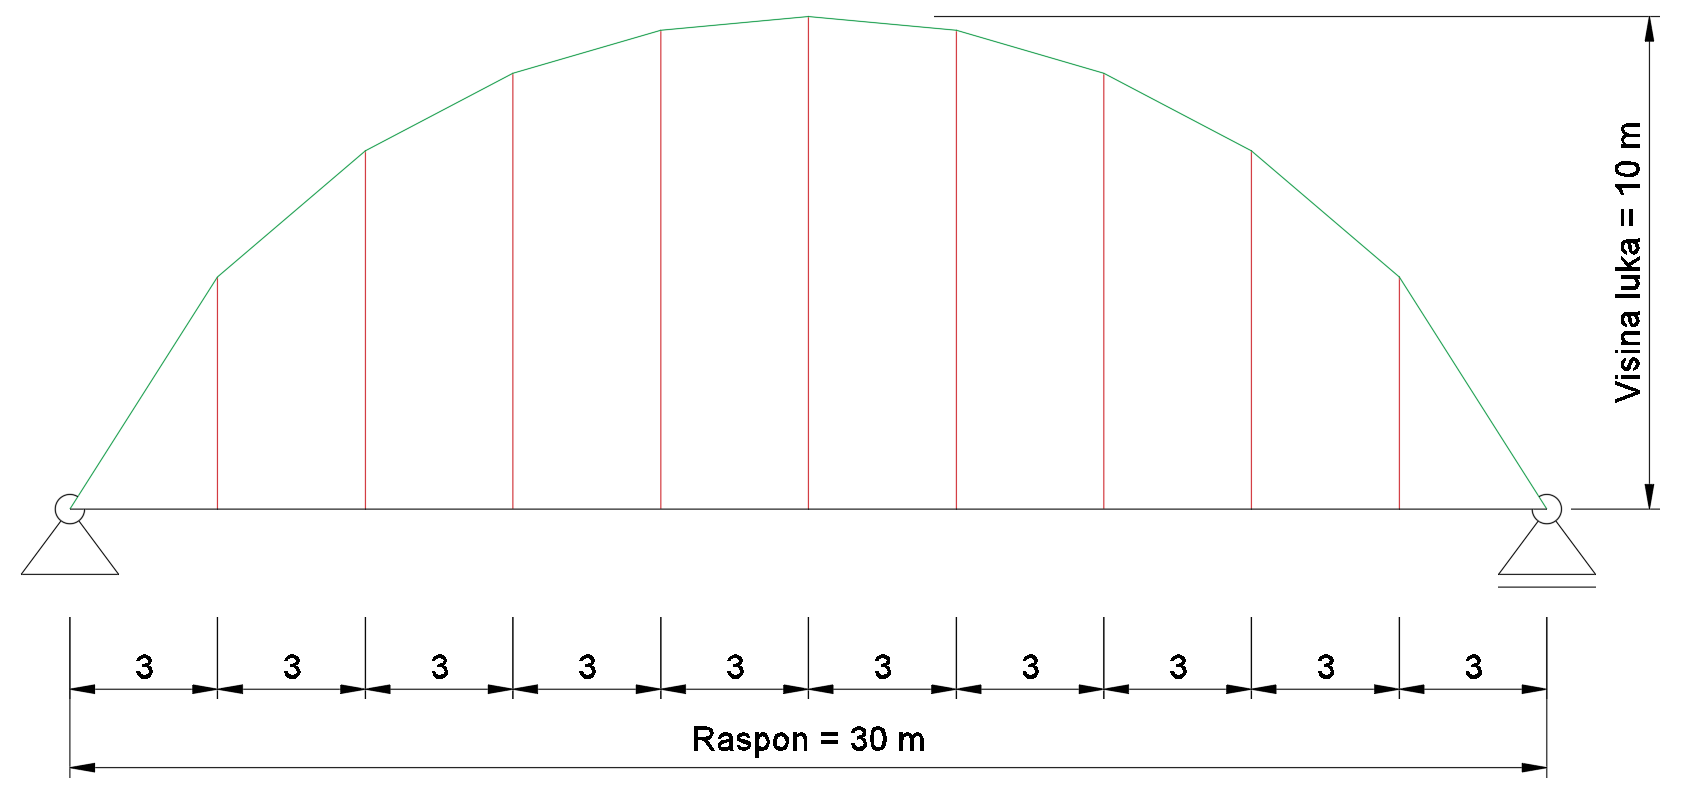 Visina luka = 10 m
3 3 3 3 3 3 3 3 3 3
Raspon = 30 m